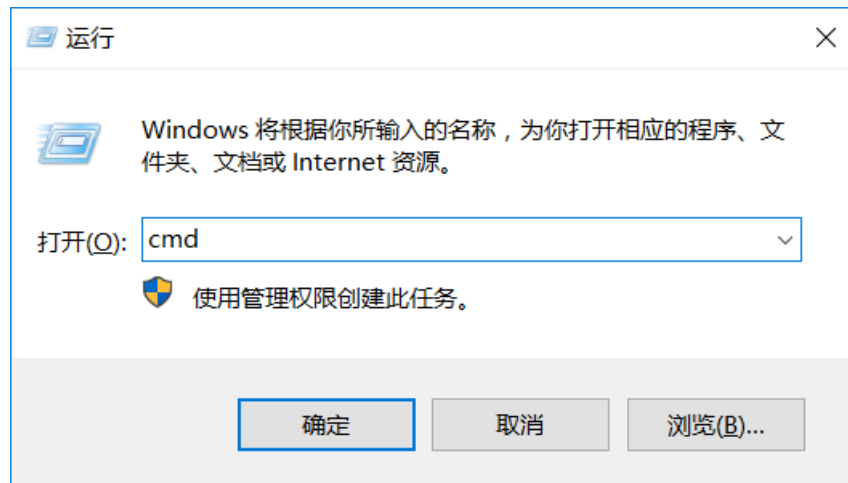 运行
Windows 将根据你所输入的名称，为你打开相应的程序、文
件夹、文档或 Internet 资源。
打开(O): cmd
使用管理权限创建此任务。
确定 取消 浏览(B)...